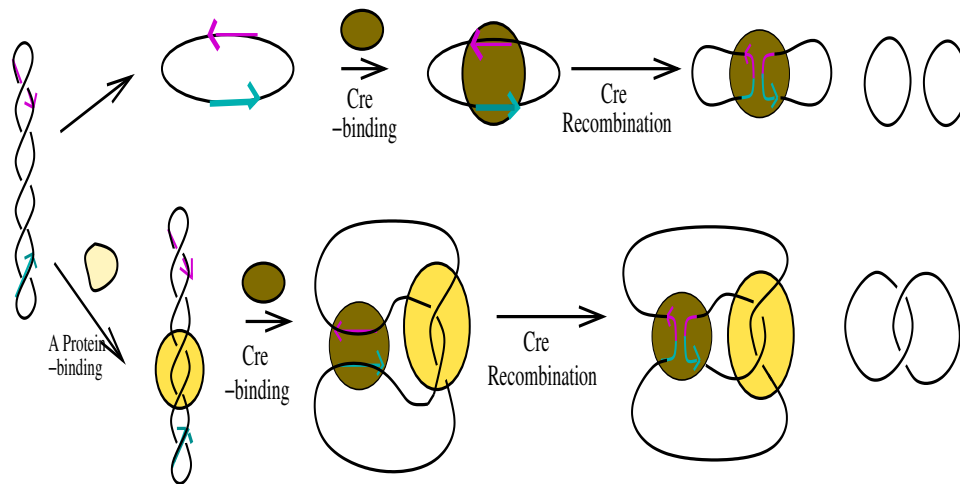 Cre
–binding
Cre
Recombination
A Protein
–binding
Cre
–binding
Cre
Recombination